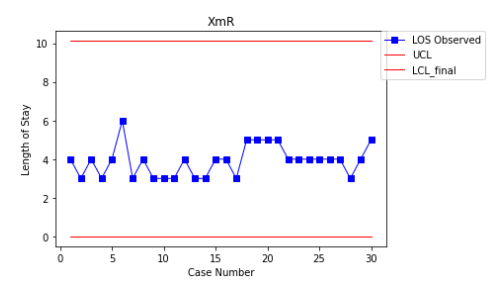 XmR
LOS Observed
UCL
LCL_final
Length of Stay
10
8
6
4
2
0
0 5 10 15 20 25 30
Case Number